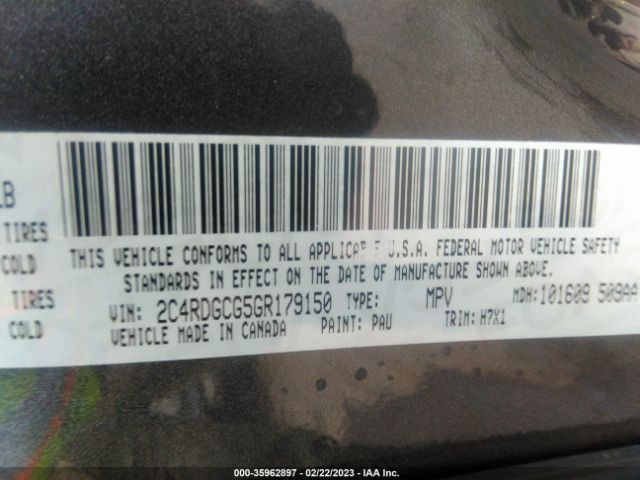 LB
TIRES
COLD
TIRES
COLD
THIS VEHICLE CONFORMS TO ALL APPLICAB U.S.A. FEDERAL MOTOR VEHICLE SAFETY
STANDARDS IN EFFECT ON THE DATE OF MANUFACTURE SHOWN ABOVE.
VIN: 2C4RDGCG5GR179150 TYPE: MPV MDH:101609 509AA
VEHICLE MADE IN CANADA PAINT: PAU TRIM: H7X1
000-35962897 - 02/22/2023 - IAA Inc.